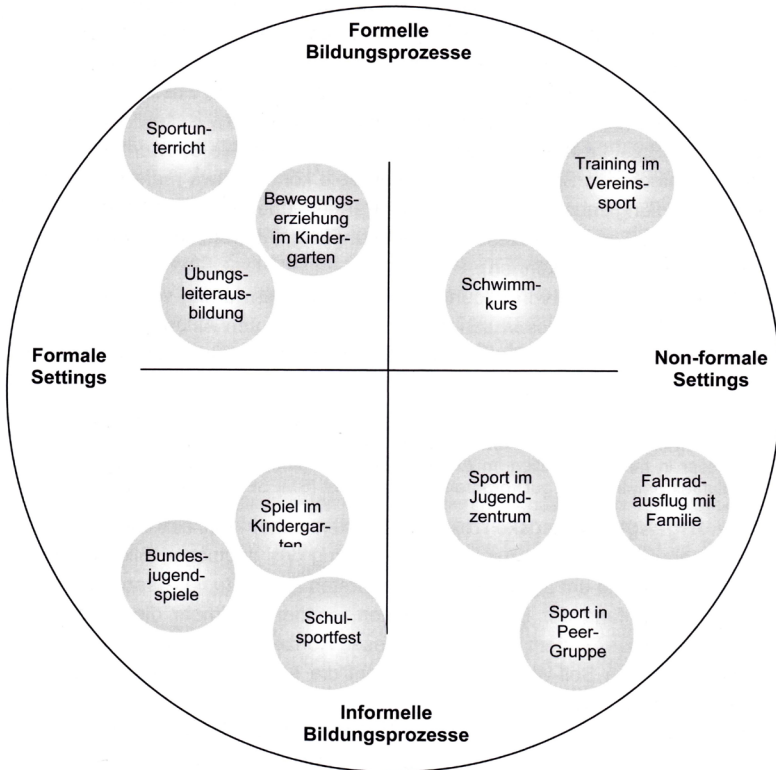 Formelle
Bildungsprozesse
Sportun-
terricht
Bewegungs-
erziehung
im Kinder-
garten
Übungs-
leiteraus-
bildung
Training im
Vereins-
sport
Schwimm-
kurs
Formale
Settings
Non-formale
Settings
Spiel im
Kindergar-
ten
Bundes-
jugend-
spiele
Schul-
sportfest
Sport im
Jugend-
zentrum
Fahrrad-
ausflug mit
Familie
Sport in
Peer-
Gruppe
Informelle
Bildungsprozesse